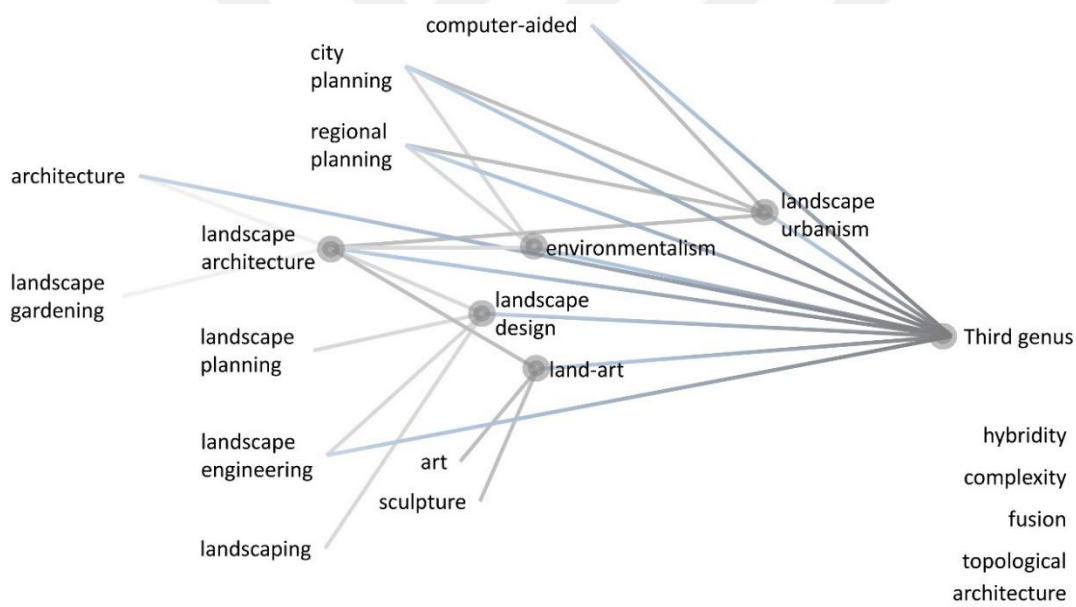 computer-aided
city
planning
regional
planning
architecture
landscape
urbanism
landscape
architecture
environmentalism
landscape
gardening
landscape
design
Third genus
landscape
planning
land-art
hybridity
landscape
engineering
art
complexity
sculpture
fusion
landscaping
topological
architecture